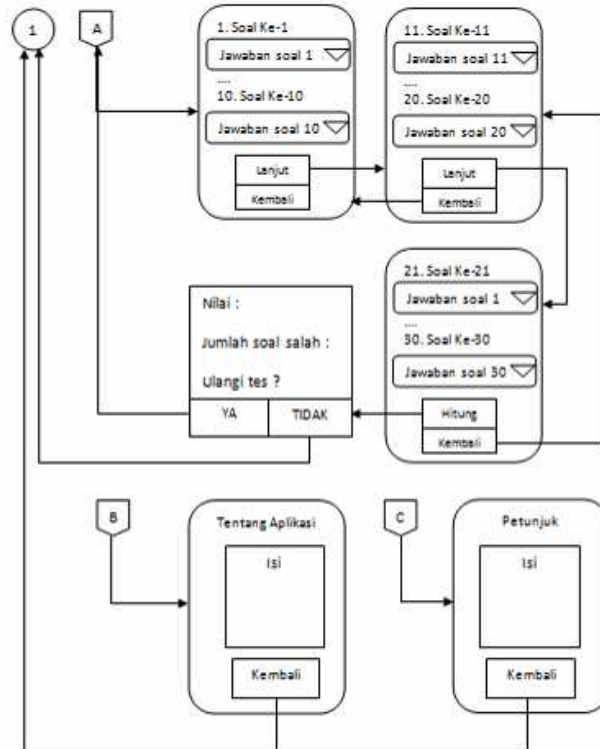 1
A
1. Soal Ke-1
Jawaban soal 1
....
10. Soal Ke-10
Jawaban soal 10
Lanjut
Kembali
11. Soal Ke-11
Jawaban soal 11
....
20. Soal Ke-20
Jawaban soal 20
Lanjut
Kembali
21. Soal Ke-21
Jawaban soal 1
....
30. Soal Ke-30
Jawaban soal 30
Hitung
Kembali
Nilai :
Jumlah soal salah :
Ulangi tes ?
YA
TIDAK
B
Tentang Aplikasi
Isi
Kembali
C
Petunjuk
Isi
Kembali